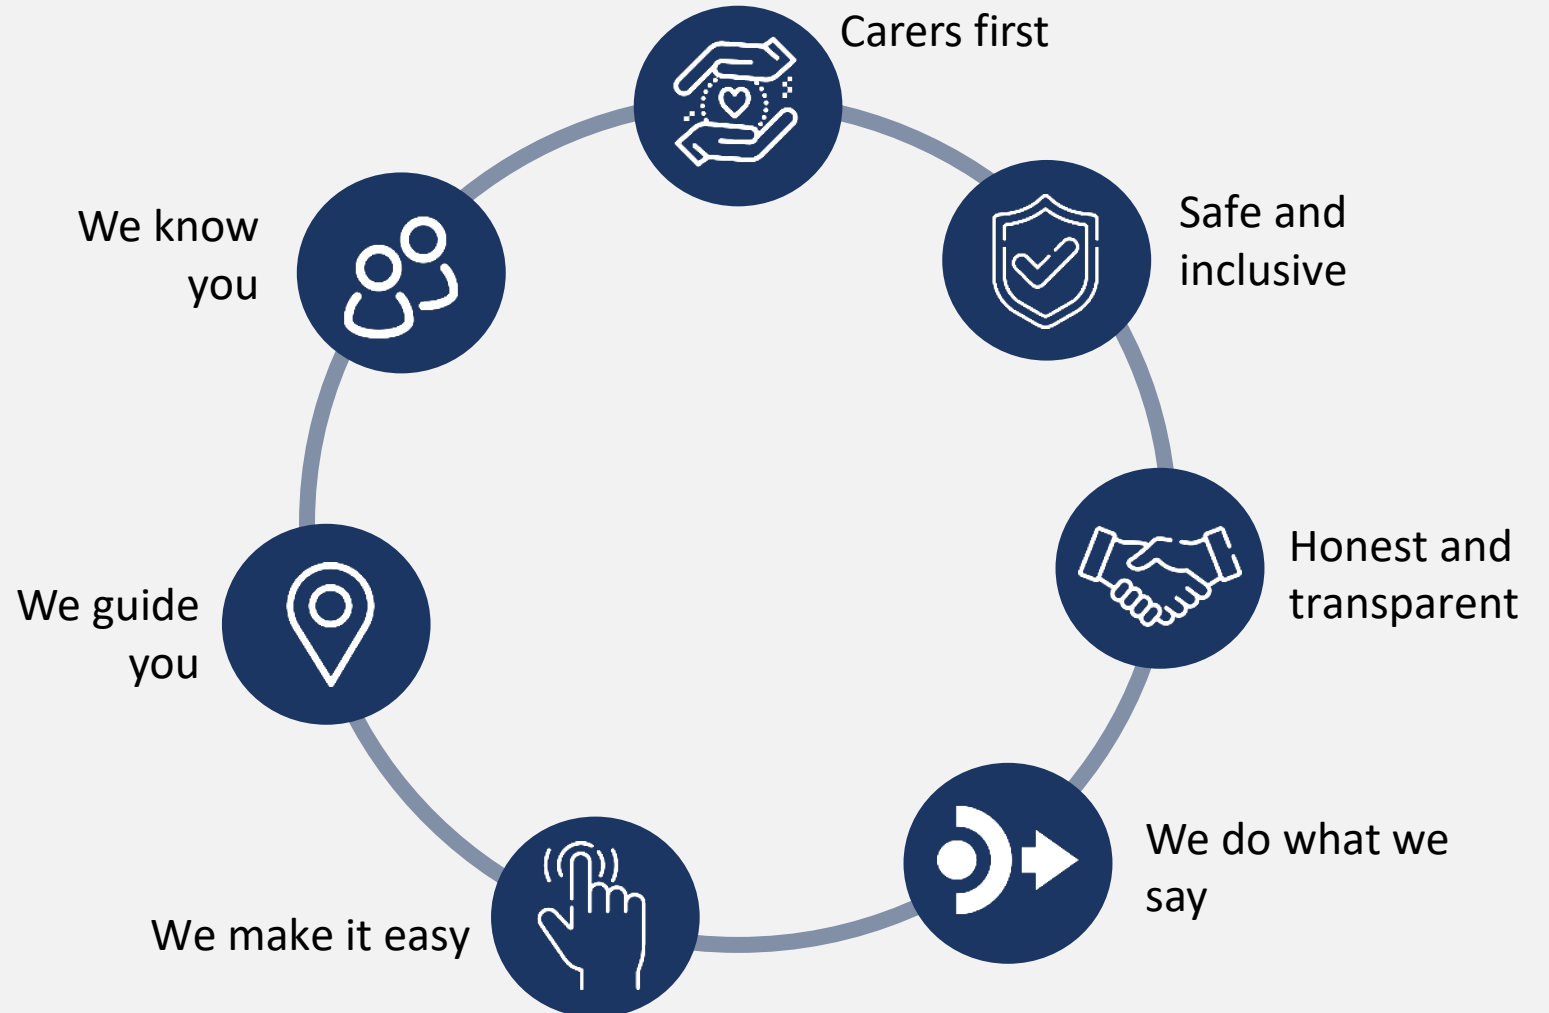 Carers first
Safe and
inclusive
Honest and
transparent
We do what we
say
We make it easy
We guide
you
We know
you